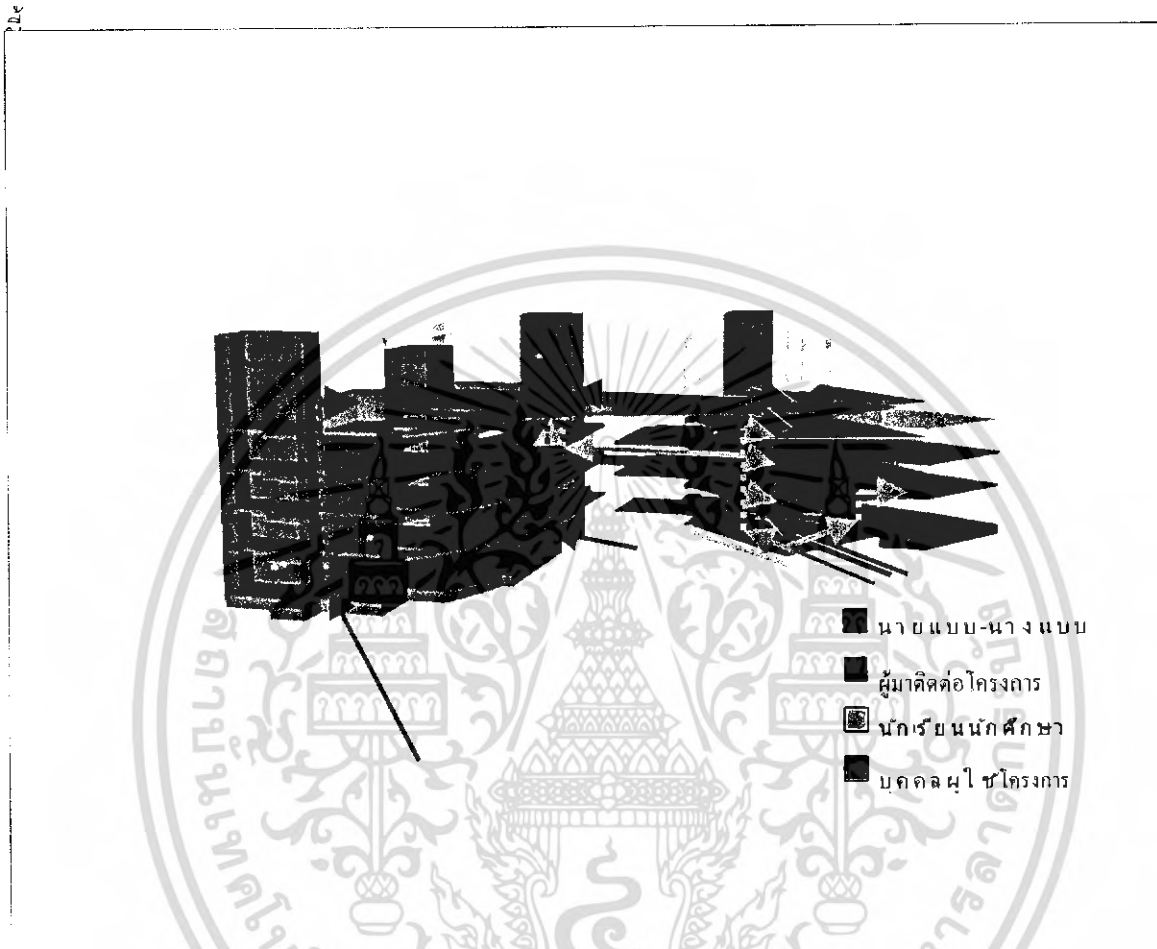 นายแบบ-นางแบบ
ผู้มาติดต่อโครงการ
นักเรียนนักศึกษา
บุคคลผู้ใช้โครงการ